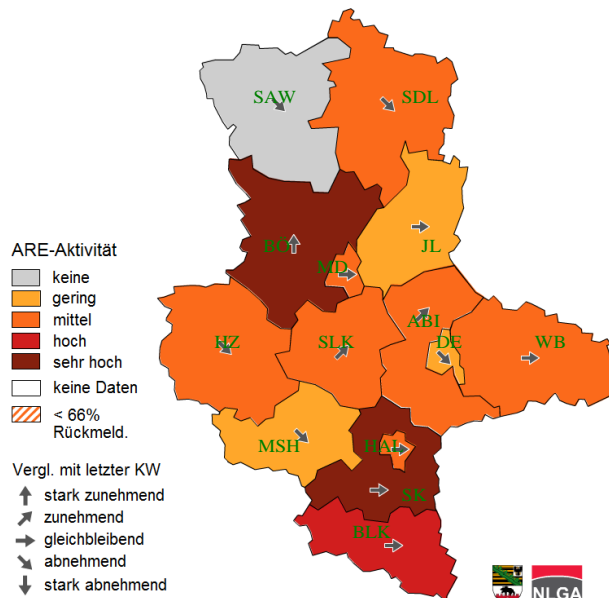 SAW
SDL
BÖ
JL
MD
ABI
HZ
SLK
DE
WB
MSH
HAL
SK
BLK
ARE-Aktivität
keine
gering
mittel
hoch
sehr hoch
keine Daten
< 66%
Rückmeld.
Vergl. mit letzter KW
stark zunehmend
zunehmend
gleichbleibend
abnehmend
stark abnehmend
NLGA